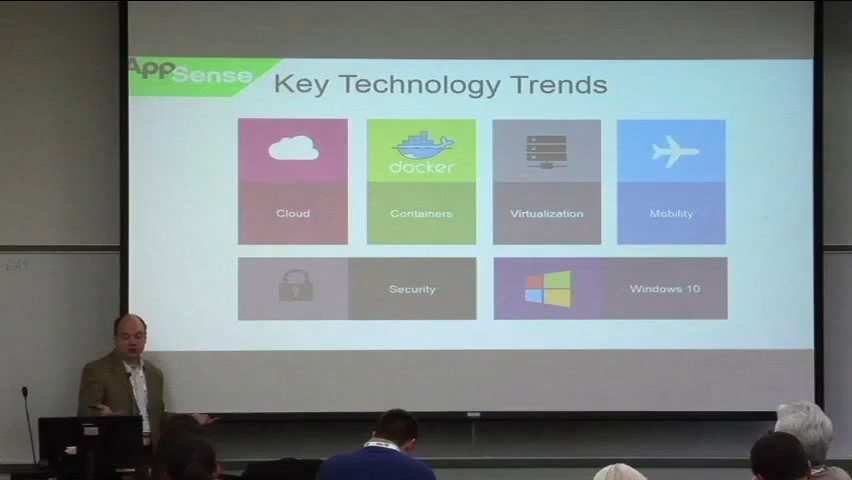 AppSense
Key Technology Trends
docker
Cloud
Containers
Virtualization
Mobility
Security
Windows 10